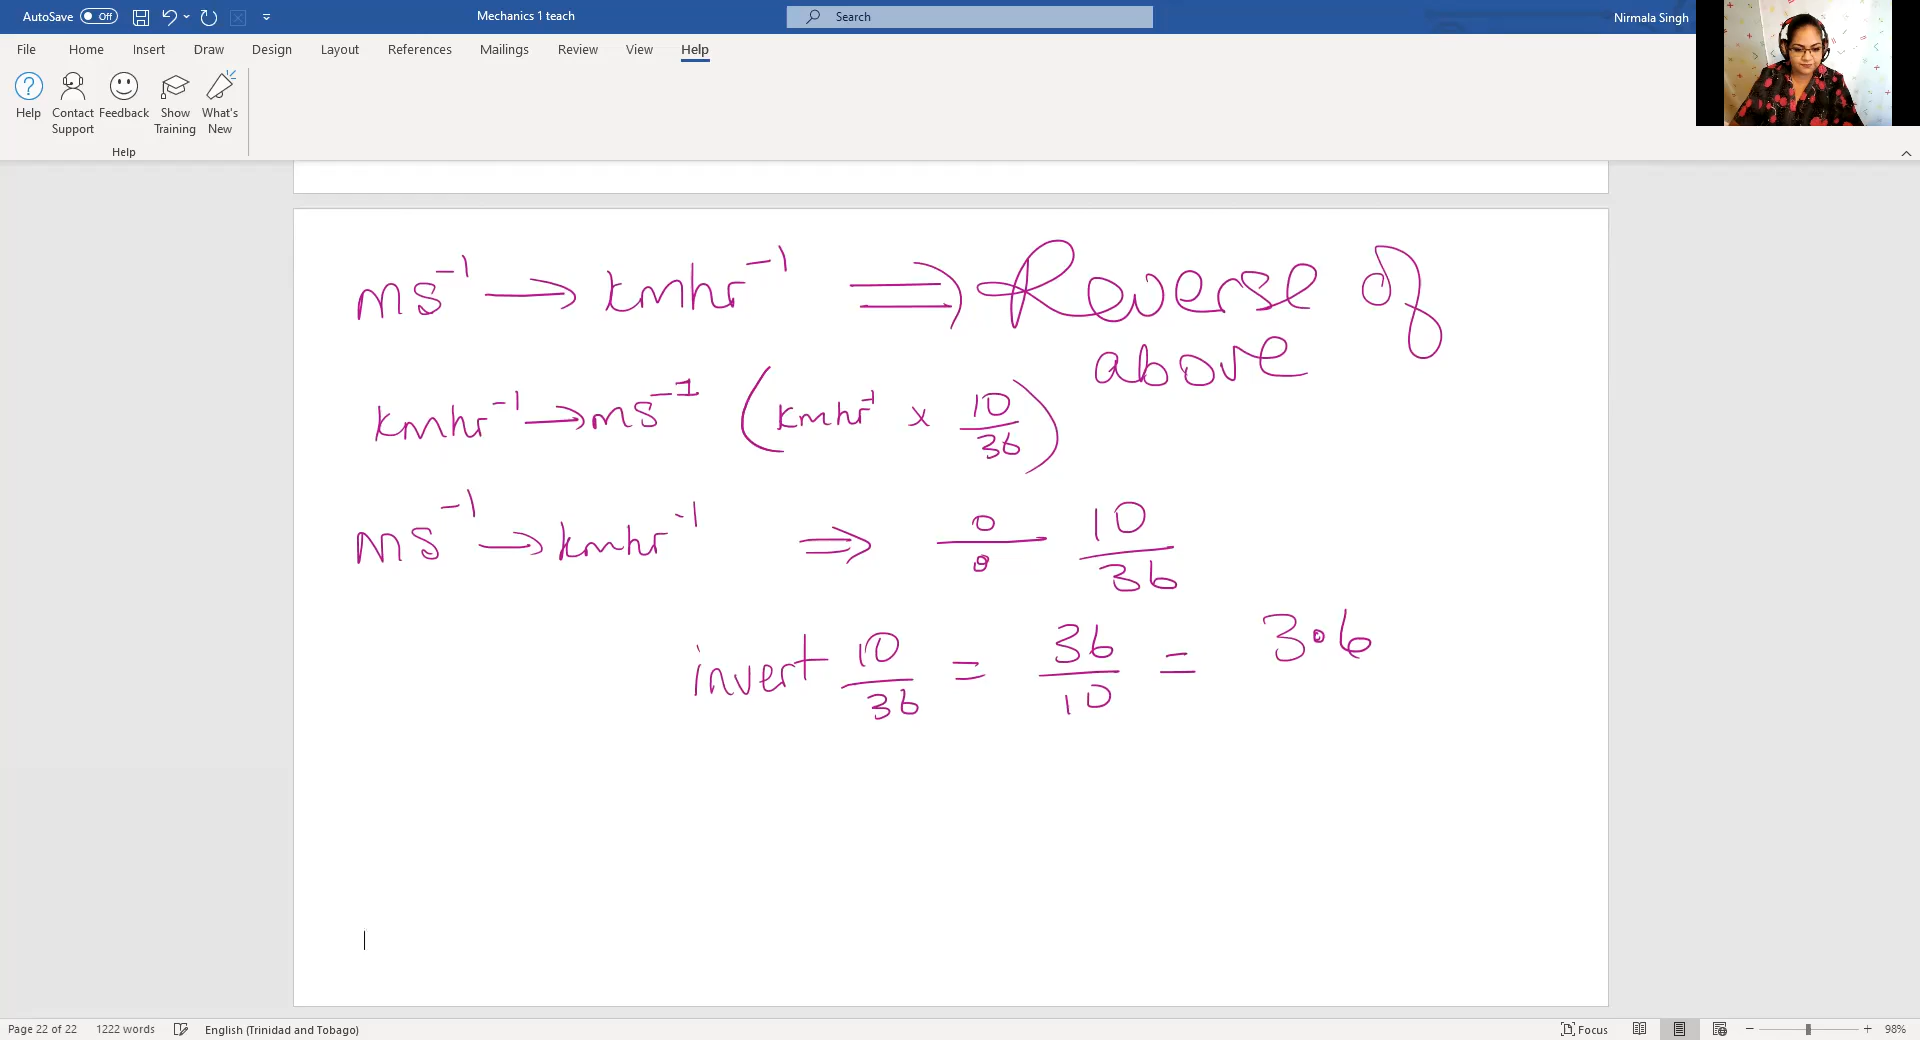 AutoSave Off Mechanics 1 teach Search Nirmala Singh
File Home Insert Draw Design Layout References Mailings Review View Help
Help Contact Support Feedback Show Training What's New
Help
ms⁻¹ → kmhr⁻¹ ⇒ Reverse of
above
kmhr⁻¹ → ms⁻¹ (kmhr⁻¹ x 10/36)
ms⁻¹ → kmhr⁻¹ ⇒ 0/8 10/36
invert 10/36 = 36/10 = 3.6
Page 22 of 22 1222 words English (Trinidad and Tobago) Focus 98%